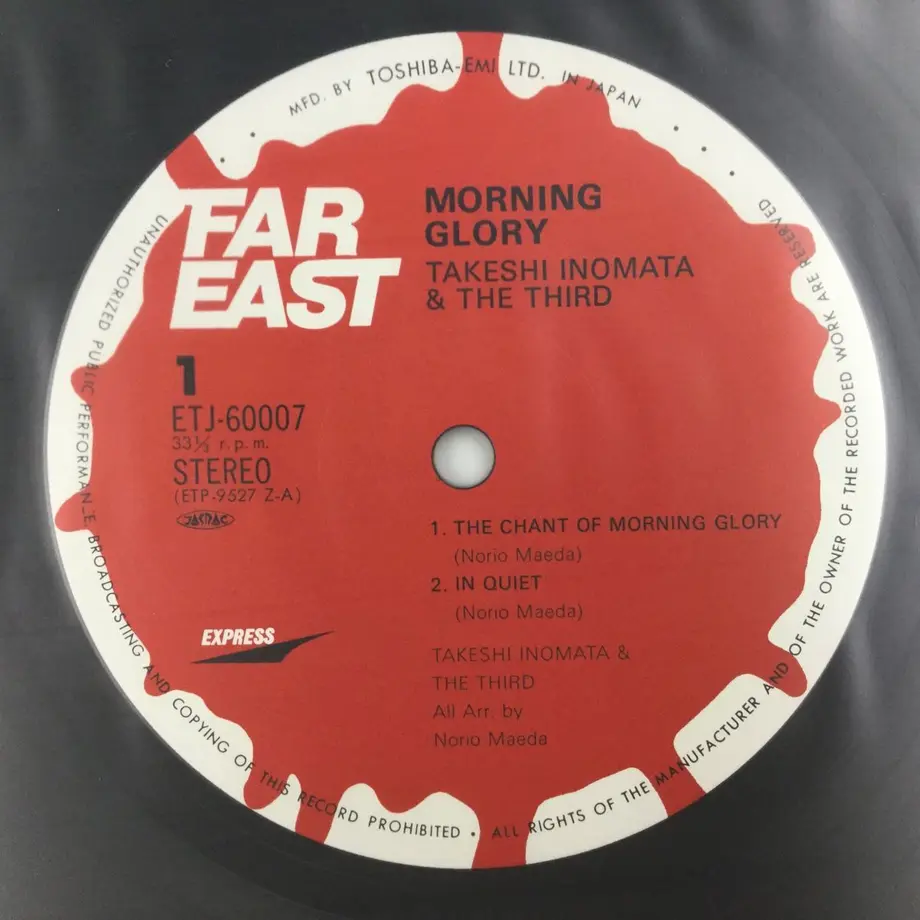 MFD. BY TOSHIBA-EMI LTD. IN JAPAN
FAR
EAST
MORNING
GLORY
TAKESHI INOMATA
& THE THIRD
1
ETJ-60007
33⅓ r.p.m.
STEREO
(ETP-9527 Z-A)
JASRAC
1. THE CHANT OF MORNING GLORY
(Norio Maeda)
2. IN QUIET
(Norio Maeda)
EXPRESS
TAKESHI INOMATA &
THE THIRD
All Arr. by
Norio Maeda
UNAUTHORIZED PUBLIC PERFORMANCE BROADCASTING AND COPYING OF THIS RECORD PROHIBITED • ALL RIGHTS OF THE MANUFACTURER AND OF THE OWNER OF THE RECORDED WORK ARE RESERVED